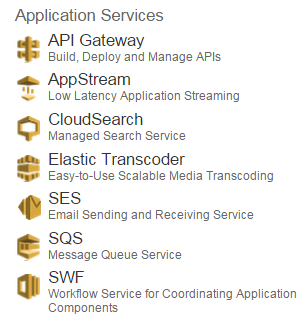 Application Services
API Gateway
Build, Deploy and Manage APIs
AppStream
Low Latency Application Streaming
CloudSearch
Managed Search Service
Elastic Transcoder
Easy-to-Use Scalable Media Transcoding
SES
Email Sending and Receiving Service
SQS
Message Queue Service
SWF
Workflow Service for Coordinating Application
Components